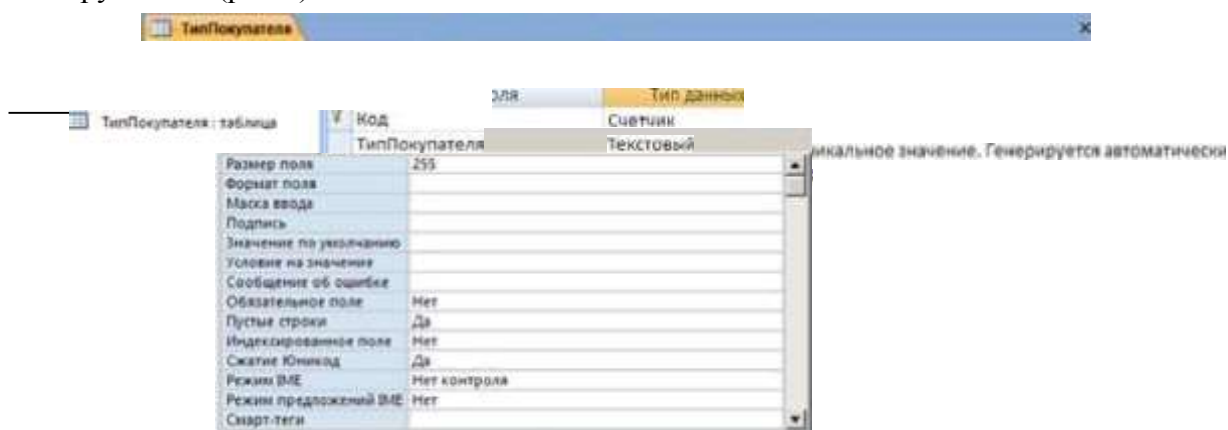 ТипПокупателя
оля Тип данных
ТипПокупателя : таблица Код Счетчик
ТипПокупателя Текстовый
икальное значение. Генерируется автоматически
Размер поля 255
Формат поля
Маска ввода
Подпись
Значение по умолчанию
Условие на значение
Сообщение об ошибке
Обязательное поле Нет
Пустые строки Да
Индексированное поле Нет
Сжатие Юникод Да
Режим IME Нет контроля
Режим предложений IME Нет
Смарт-теги